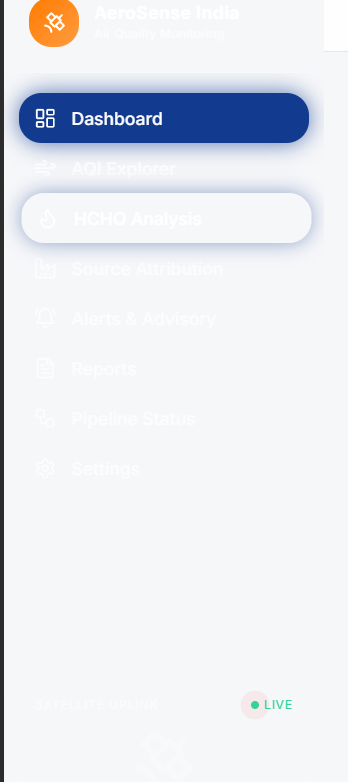 AeroSense India
Air Quality Monitoring
Dashboard
AQI Explorer
HCHO Analysis
Source Attribution
Alerts & Advisory
Reports
Pipeline Status
Settings
SATELLITE UPLINK
LIVE